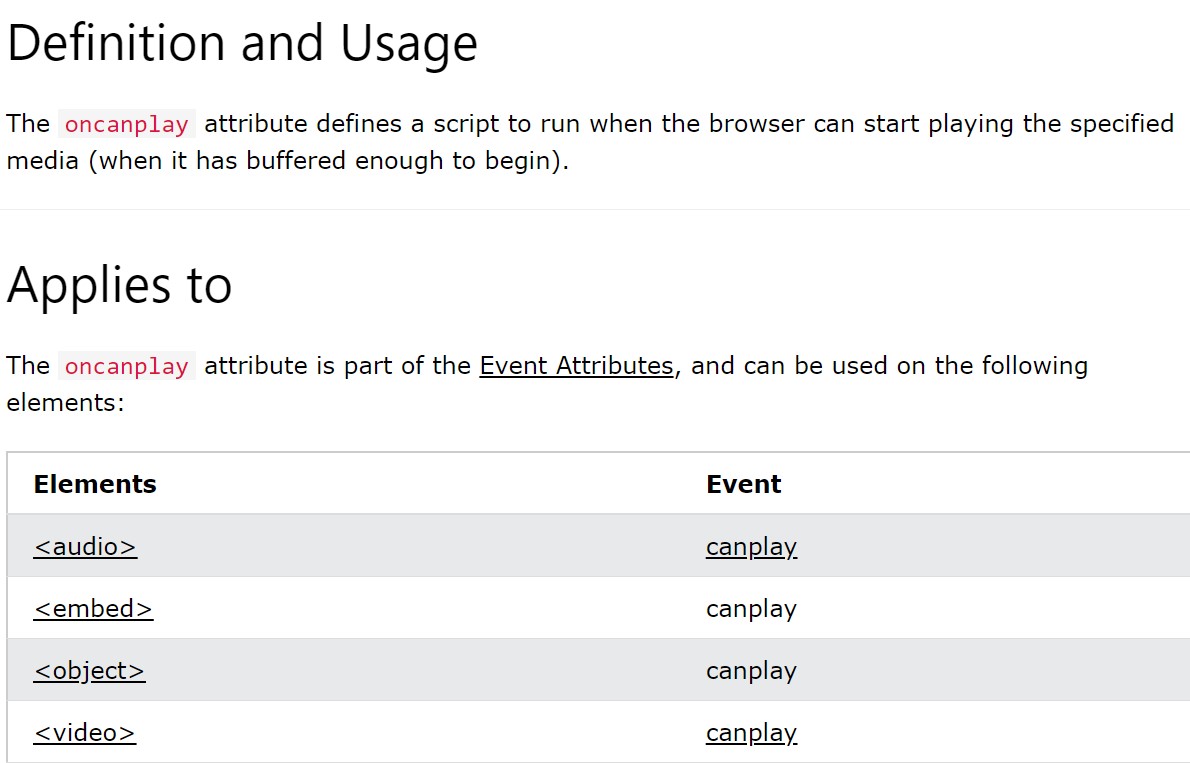 Definition and Usage
The oncanplay attribute defines a script to run when the browser can start playing the specified
media (when it has buffered enough to begin).
Applies to
The oncanplay attribute is part of the Event Attributes, and can be used on the following
elements:
Elements Event
<audio> canplay
<embed> canplay
<object> canplay
<video> canplay